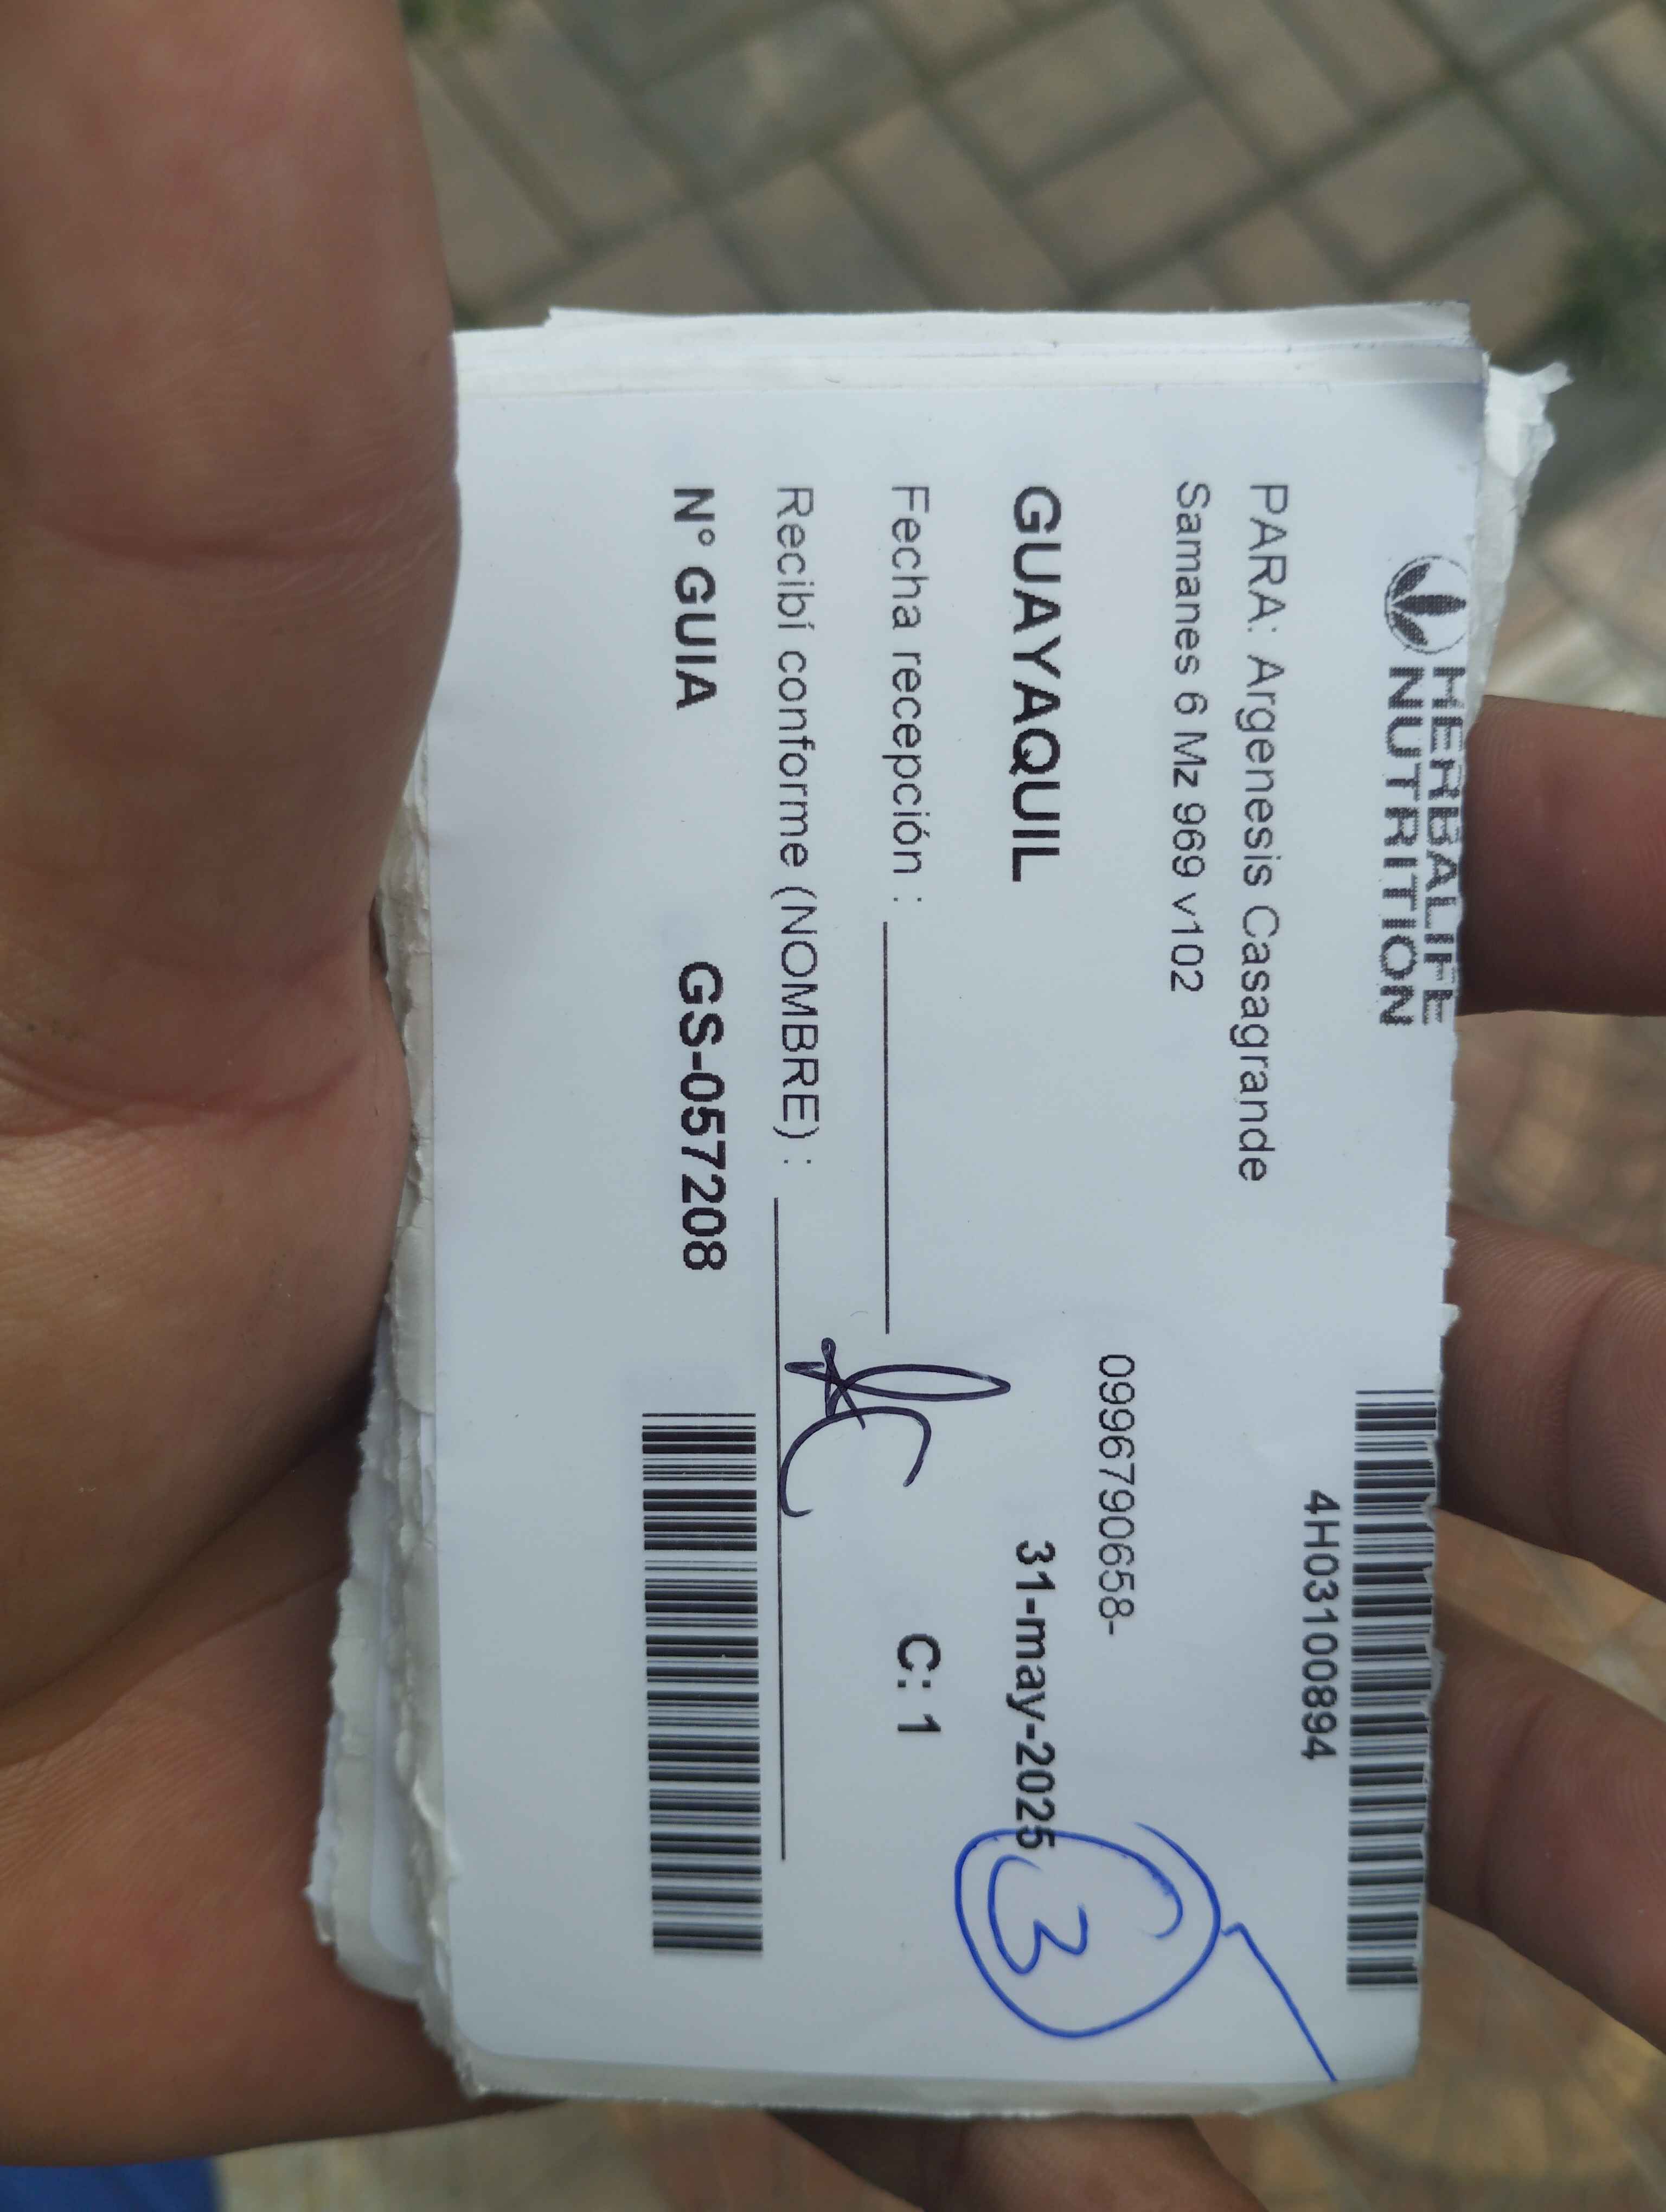 HERBALIFE
NUTRITION
4H03100894
PARA: Argenesis Casagrande
Samanes 6 Mz 969 v102
0996790658-
GUAYAQUIL
31-may-2025
3
Fecha recepción :
C: 1
Recibí conforme (NOMBRE) :
N° GUIA
GS-057208